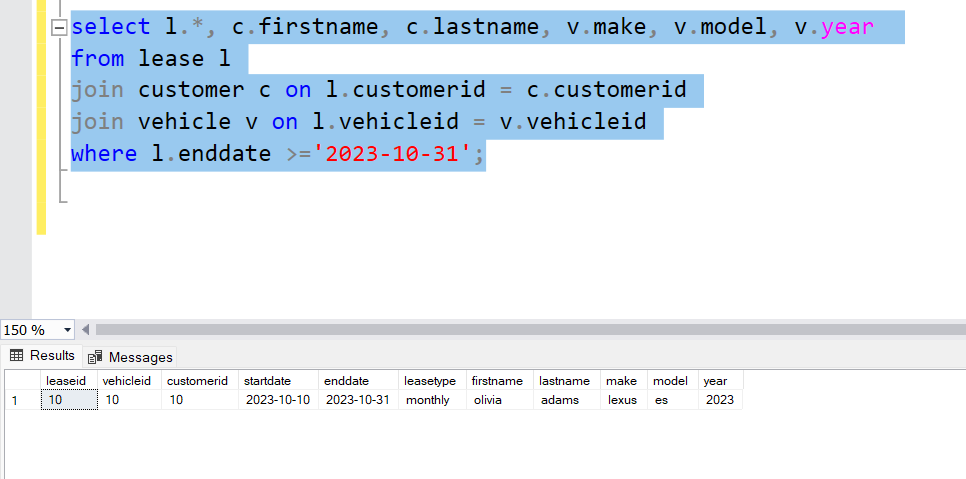 select l.*, c.firstname, c.lastname, v.make, v.model, v.year
from lease l
join customer c on l.customerid = c.customerid
join vehicle v on l.vehicleid = v.vehicleid
where l.enddate >='2023-10-31';
150 %
Results Messages
leaseid vehicleid customerid startdate enddate leasetype firstname lastname make model year
1 10 10 10 2023-10-10 2023-10-31 monthly olivia adams lexus es 2023